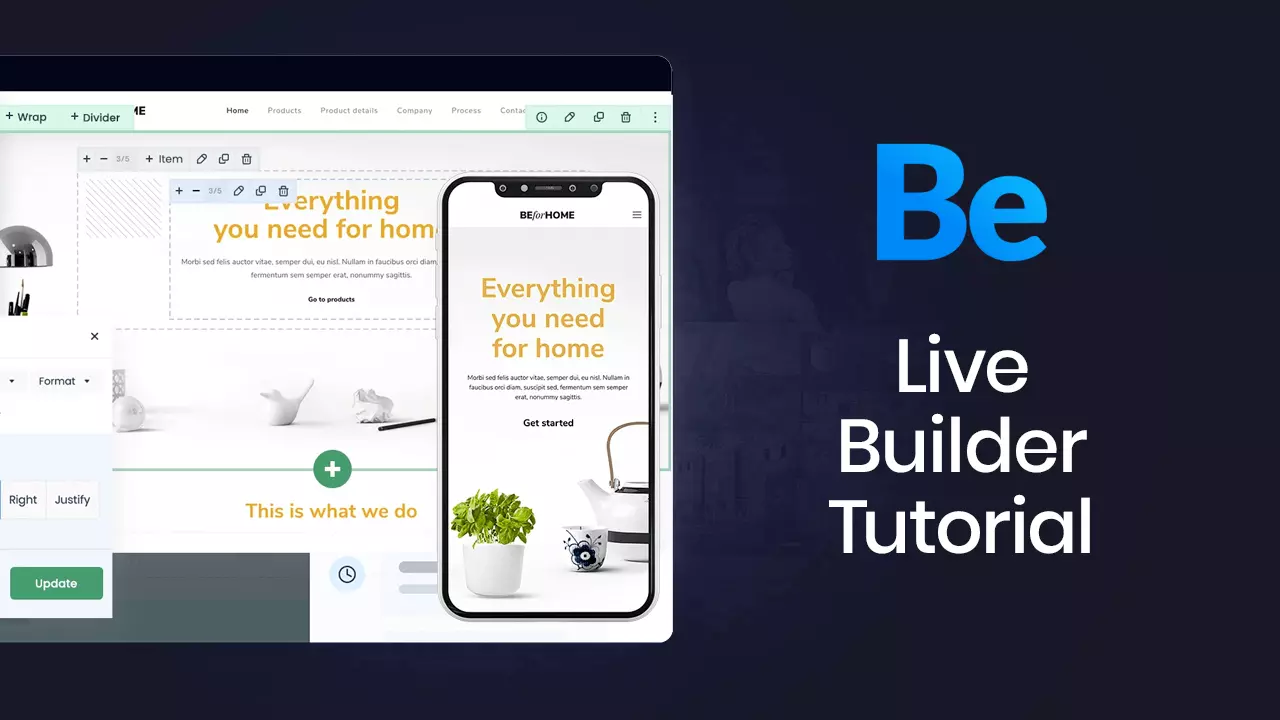 + Wrap
+ Divider
ME
Home
Products
Product details
Company
Process
Contac
+ − 3/5 + Item
+ − 3/5
Everything
you need for hom
Morbi sed felis auctor vitae, semper dui, eu nisl. Nullam in faucibus orci diam,
fermentum sem semper erat, nonummy sagittis.
Go to products
Format
Right
Justify
Update
This is what we do
BEforHOME
Everything
you need
for home
Morbi sed felis auctor vitae, semper dui, eu nisl. Nullam in
faucibus orci diam, suscipit sed, fermentum sem semper
erat, nonummy sagittis.
Get started
Be
Live
Builder
Tutorial